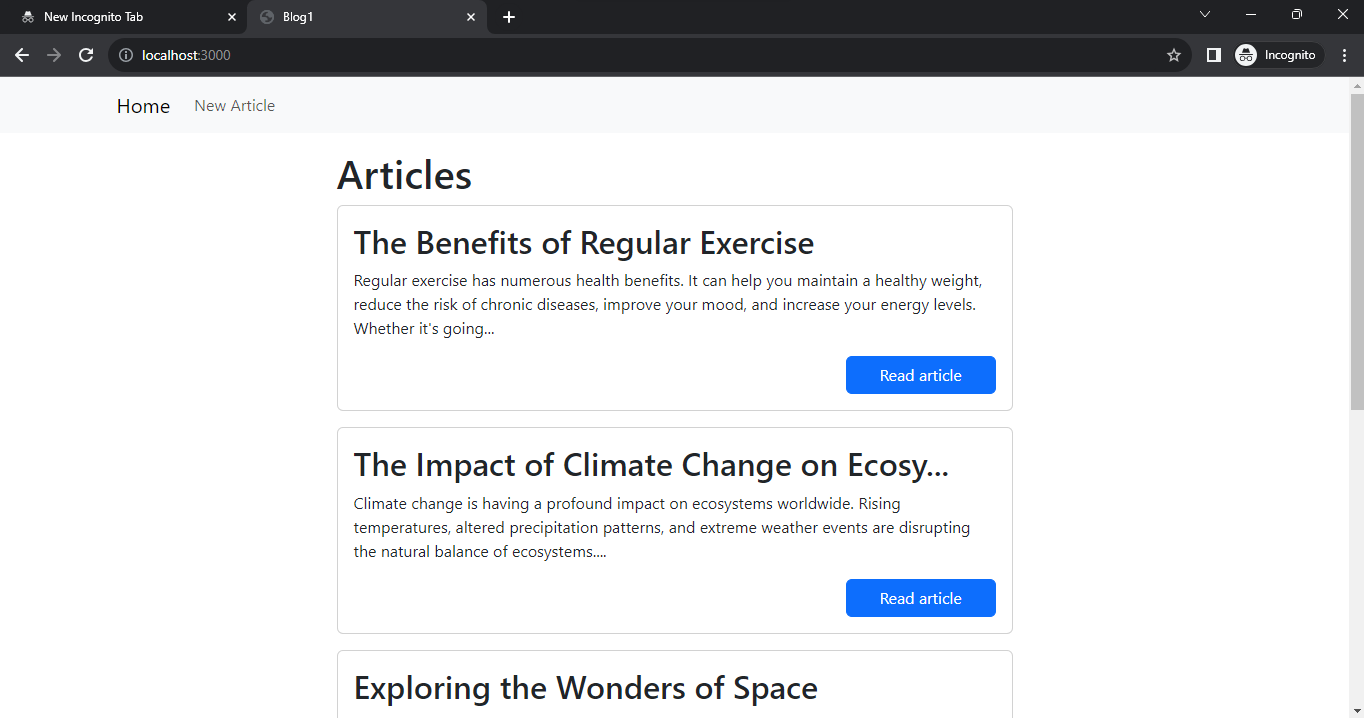 New Incognito Tab
Blog1
localhost:3000
Incognito
Home
New Article
Articles
The Benefits of Regular Exercise
Regular exercise has numerous health benefits. It can help you maintain a healthy weight,
reduce the risk of chronic diseases, improve your mood, and increase your energy levels.
Whether it's going...
Read article
The Impact of Climate Change on Ecosy...
Climate change is having a profound impact on ecosystems worldwide. Rising
temperatures, altered precipitation patterns, and extreme weather events are disrupting
the natural balance of ecosystems....
Read article
Exploring the Wonders of Space